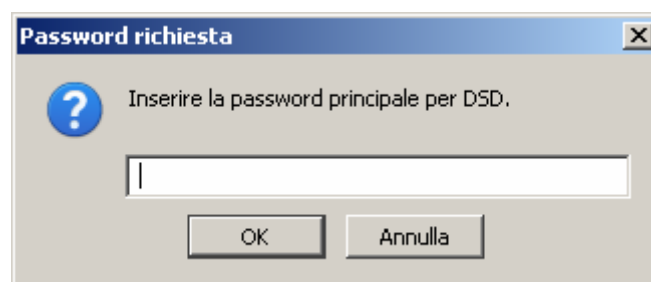 Password richiesta
Inserire la password principale per DSD.
OK Annulla